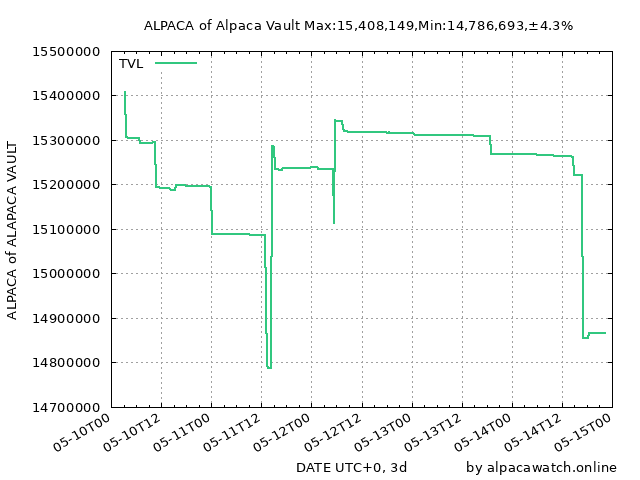 ALPACA of Alpaca Vault Max:15,408,149,Min:14,786,693,±4.3%
TVL
ALPACA of ALAPACA VAULT
15500000
15400000
15300000
15200000
15100000
15000000
14900000
14800000
14700000
05-10T00
05-10T12
05-11T00
05-11T12
05-12T00
05-12T12
05-13T00
05-13T12
05-14T00
05-14T12
05-15T00
DATE UTC+0, 3d
by alpacawatch.online